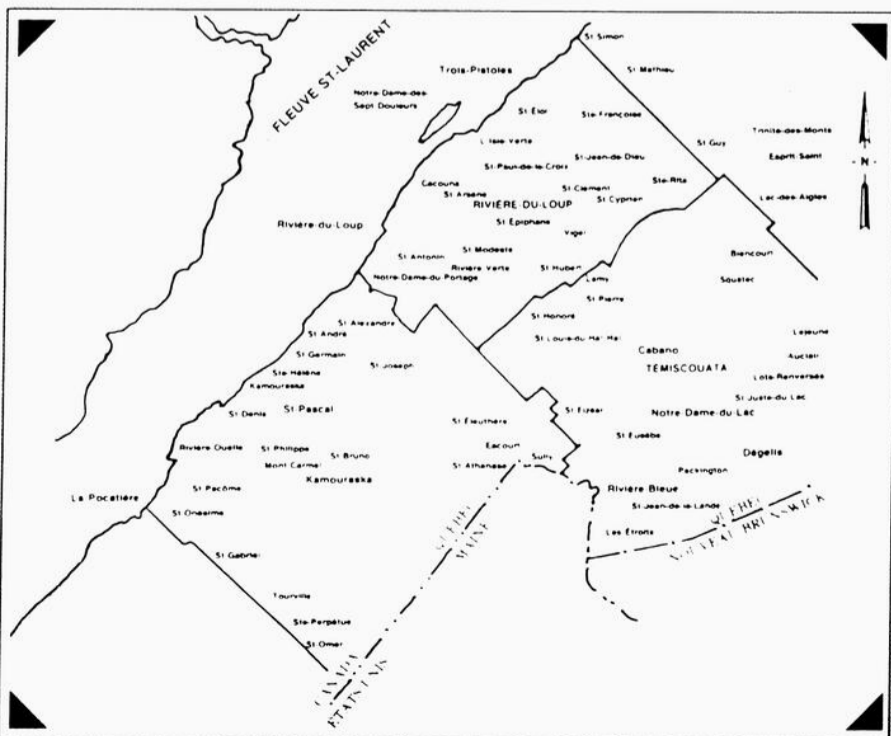 St-Simon
St-Mathieu
FLEUVE ST-LAURENT
Trois-Pistoles
Notre-Dame-des-
Sept Douleurs
St-Éloi
Ste-Françoise
L'Isle-Verte
St-Guy
Trinité-des-Monts
Esprit-Saint
- N -
St-Paul-de-la-Croix
St-Jean-de-Dieu
Cacouna
St-Arsène
St-Clément
Ste-Rita
RIVIÈRE-DU-LOUP
St-Cyprien
Lac-des-Aigles
Rivière-du-Loup
St-Épiphane
Viger
St-Modeste
St-Antonin
Rivière Verte
St-Hubert
Biencourt
Notre-Dame-du-Portage
Lamy
Squatec
St-Pierre
St-Honoré
St-Alexandre
St-André
St-Louis-du-Ha! Ha!
Lejeune
St-Germain
Cabano
Auclair
St-Joseph
Ste-Hélène
TÉMISCOUATA
Lots-Renversés
Kamouraska
St-Juste-du-Lac
St-Denis
St-Pascal
St-Elzéar
Notre-Dame-du-Lac
St-Éleuthère
St-Eusèbe
Rivière Ouelle
St-Philippe
Estcourt
St-Bruno
Sully
Dégelis
Mont Carmel
St-Athanase
Packington
Kamouraska
St-Pacôme
Rivière Bleue
La Pocatière
St-Onésime
St-Jean-de-la-Lande
Les Étroits
QUÉBEC
NOUVEAU BRUNSWICK
QUÉBEC
MAINE
St-Gabriel
Tourville
Ste-Perpétue
St-Omer
CANADA
ÉTATS UNIS